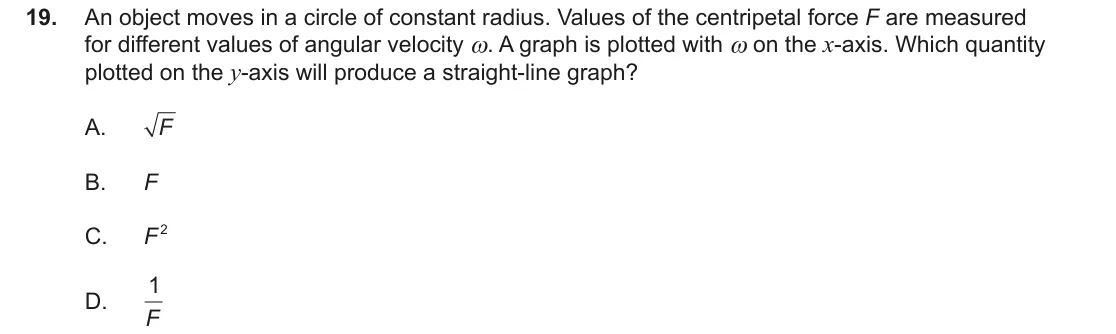 19. An object moves in a circle of constant radius. Values of the centripetal force F are measured
for different values of angular velocity ω. A graph is plotted with ω on the x-axis. Which quantity
plotted on the y-axis will produce a straight-line graph?
A. √F
B. F
C. F²
D. 1/F